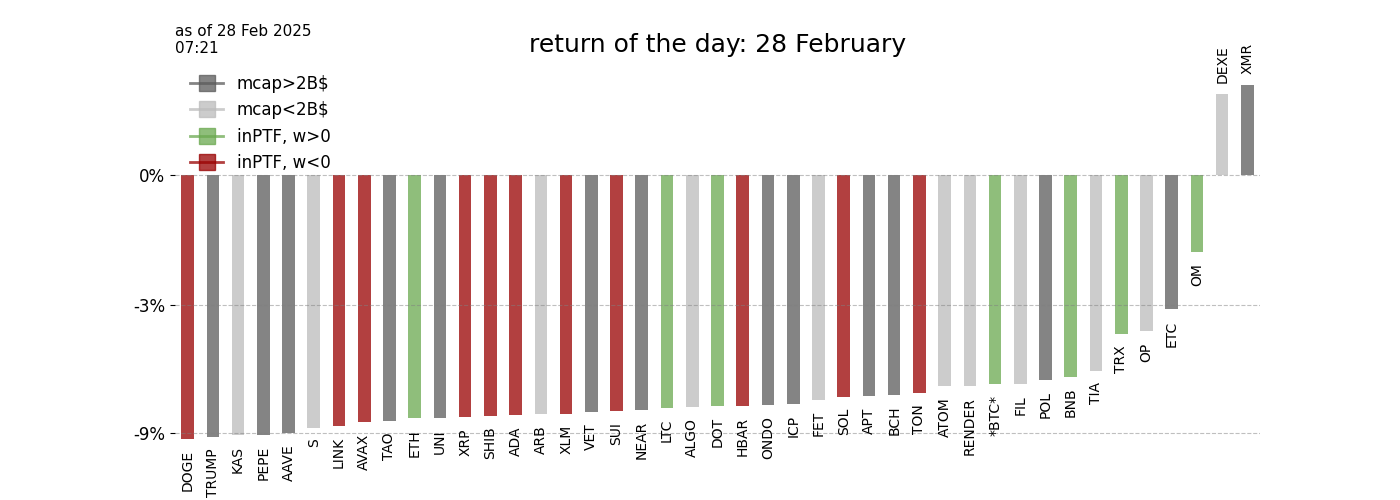 as of 28 Feb 2025
07:21
return of the day: 28 February
mcap>2B$
mcap<2B$
inPTF, w>0
inPTF, w<0
0%
-3%
-9%
DOGE
TRUMP
KAS
PEPE
AAVE
S
LINK
AVAX
TAO
ETH
UNI
XRP
SHIB
ADA
ARB
XLM
VET
SUI
NEAR
LTC
ALGO
DOT
HBAR
ONDO
ICP
FET
SOL
APT
BCH
TON
ATOM
RENDER
*BTC*
FIL
POL
BNB
TIA
TRX
OP
ETC
OM
DEXE
XMR